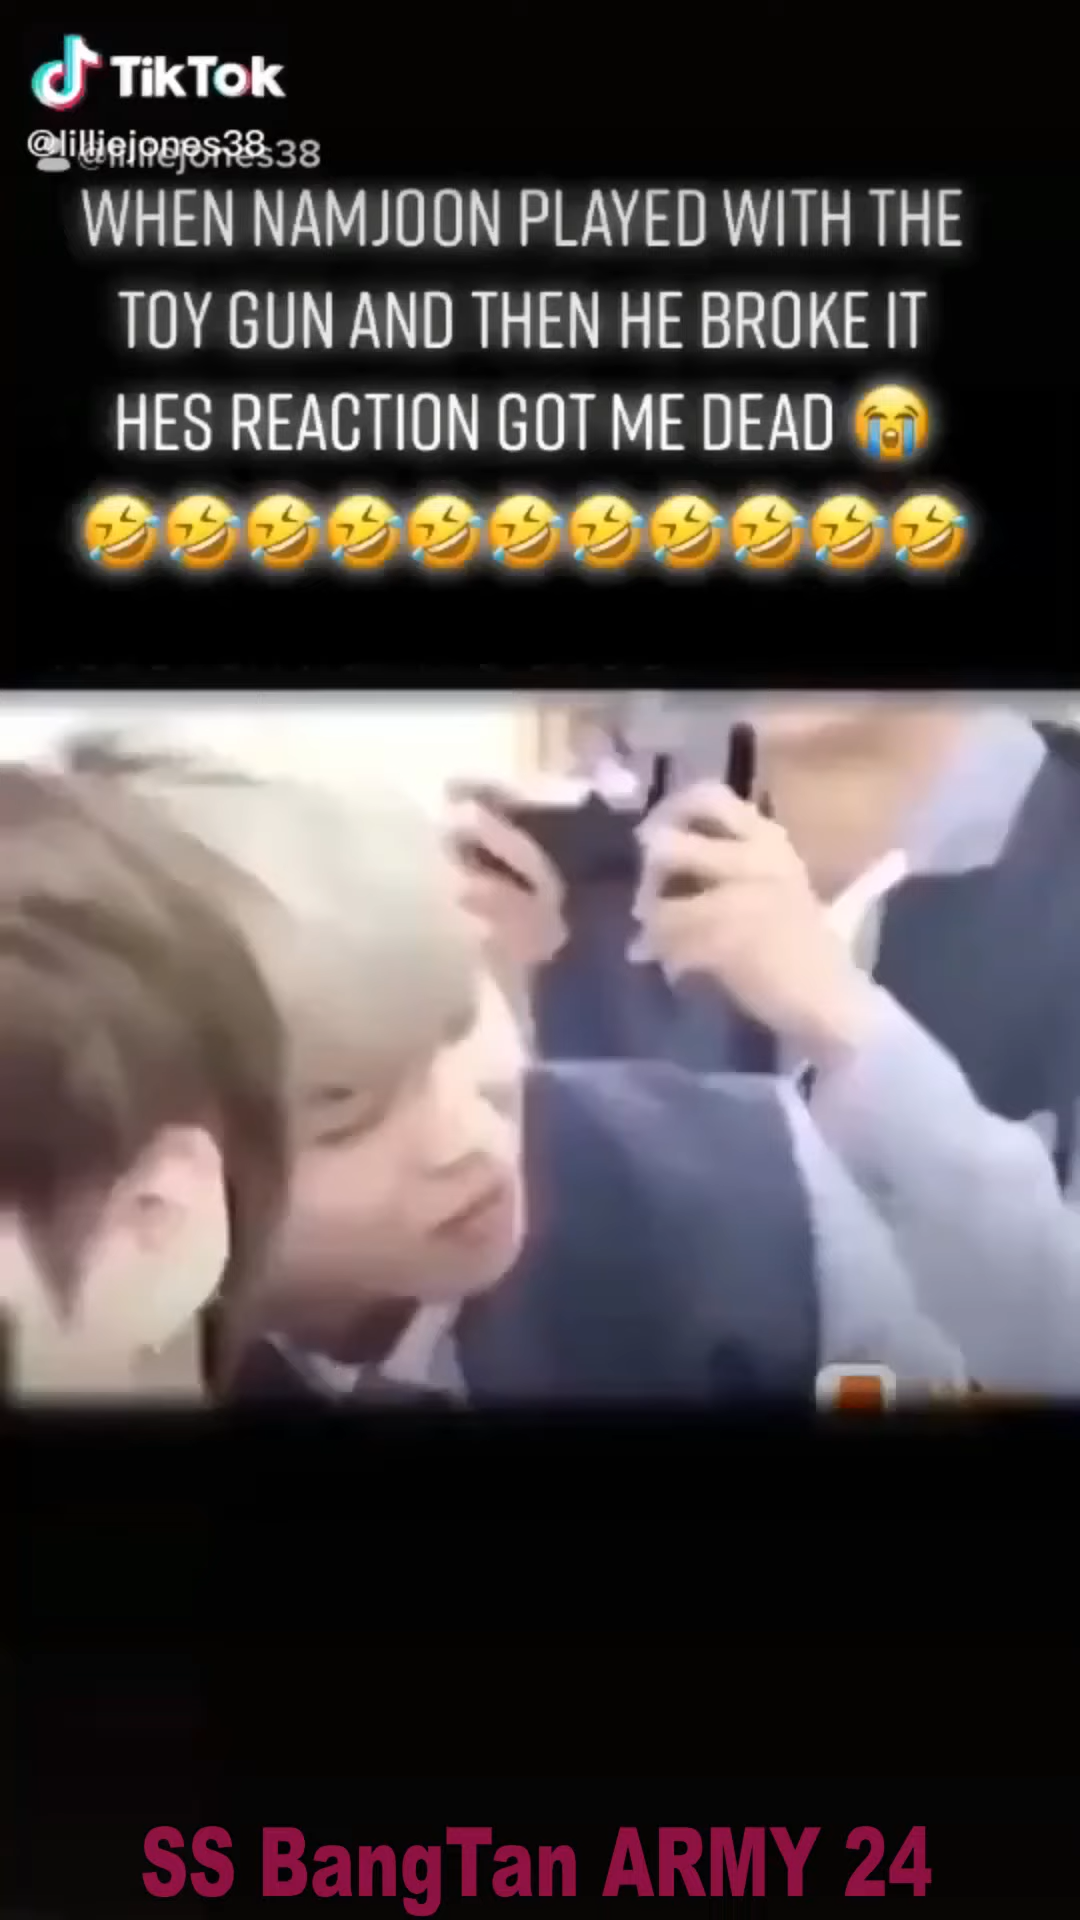 TikTok
@lilliejones38
@lilliejones38
WHEN NAMJOON PLAYED WITH THE
TOY GUN AND THEN HE BROKE IT
HES REACTION GOT ME DEAD 😭
🤣🤣🤣🤣🤣🤣🤣🤣🤣🤣🤣
SS BangTan ARMY 24